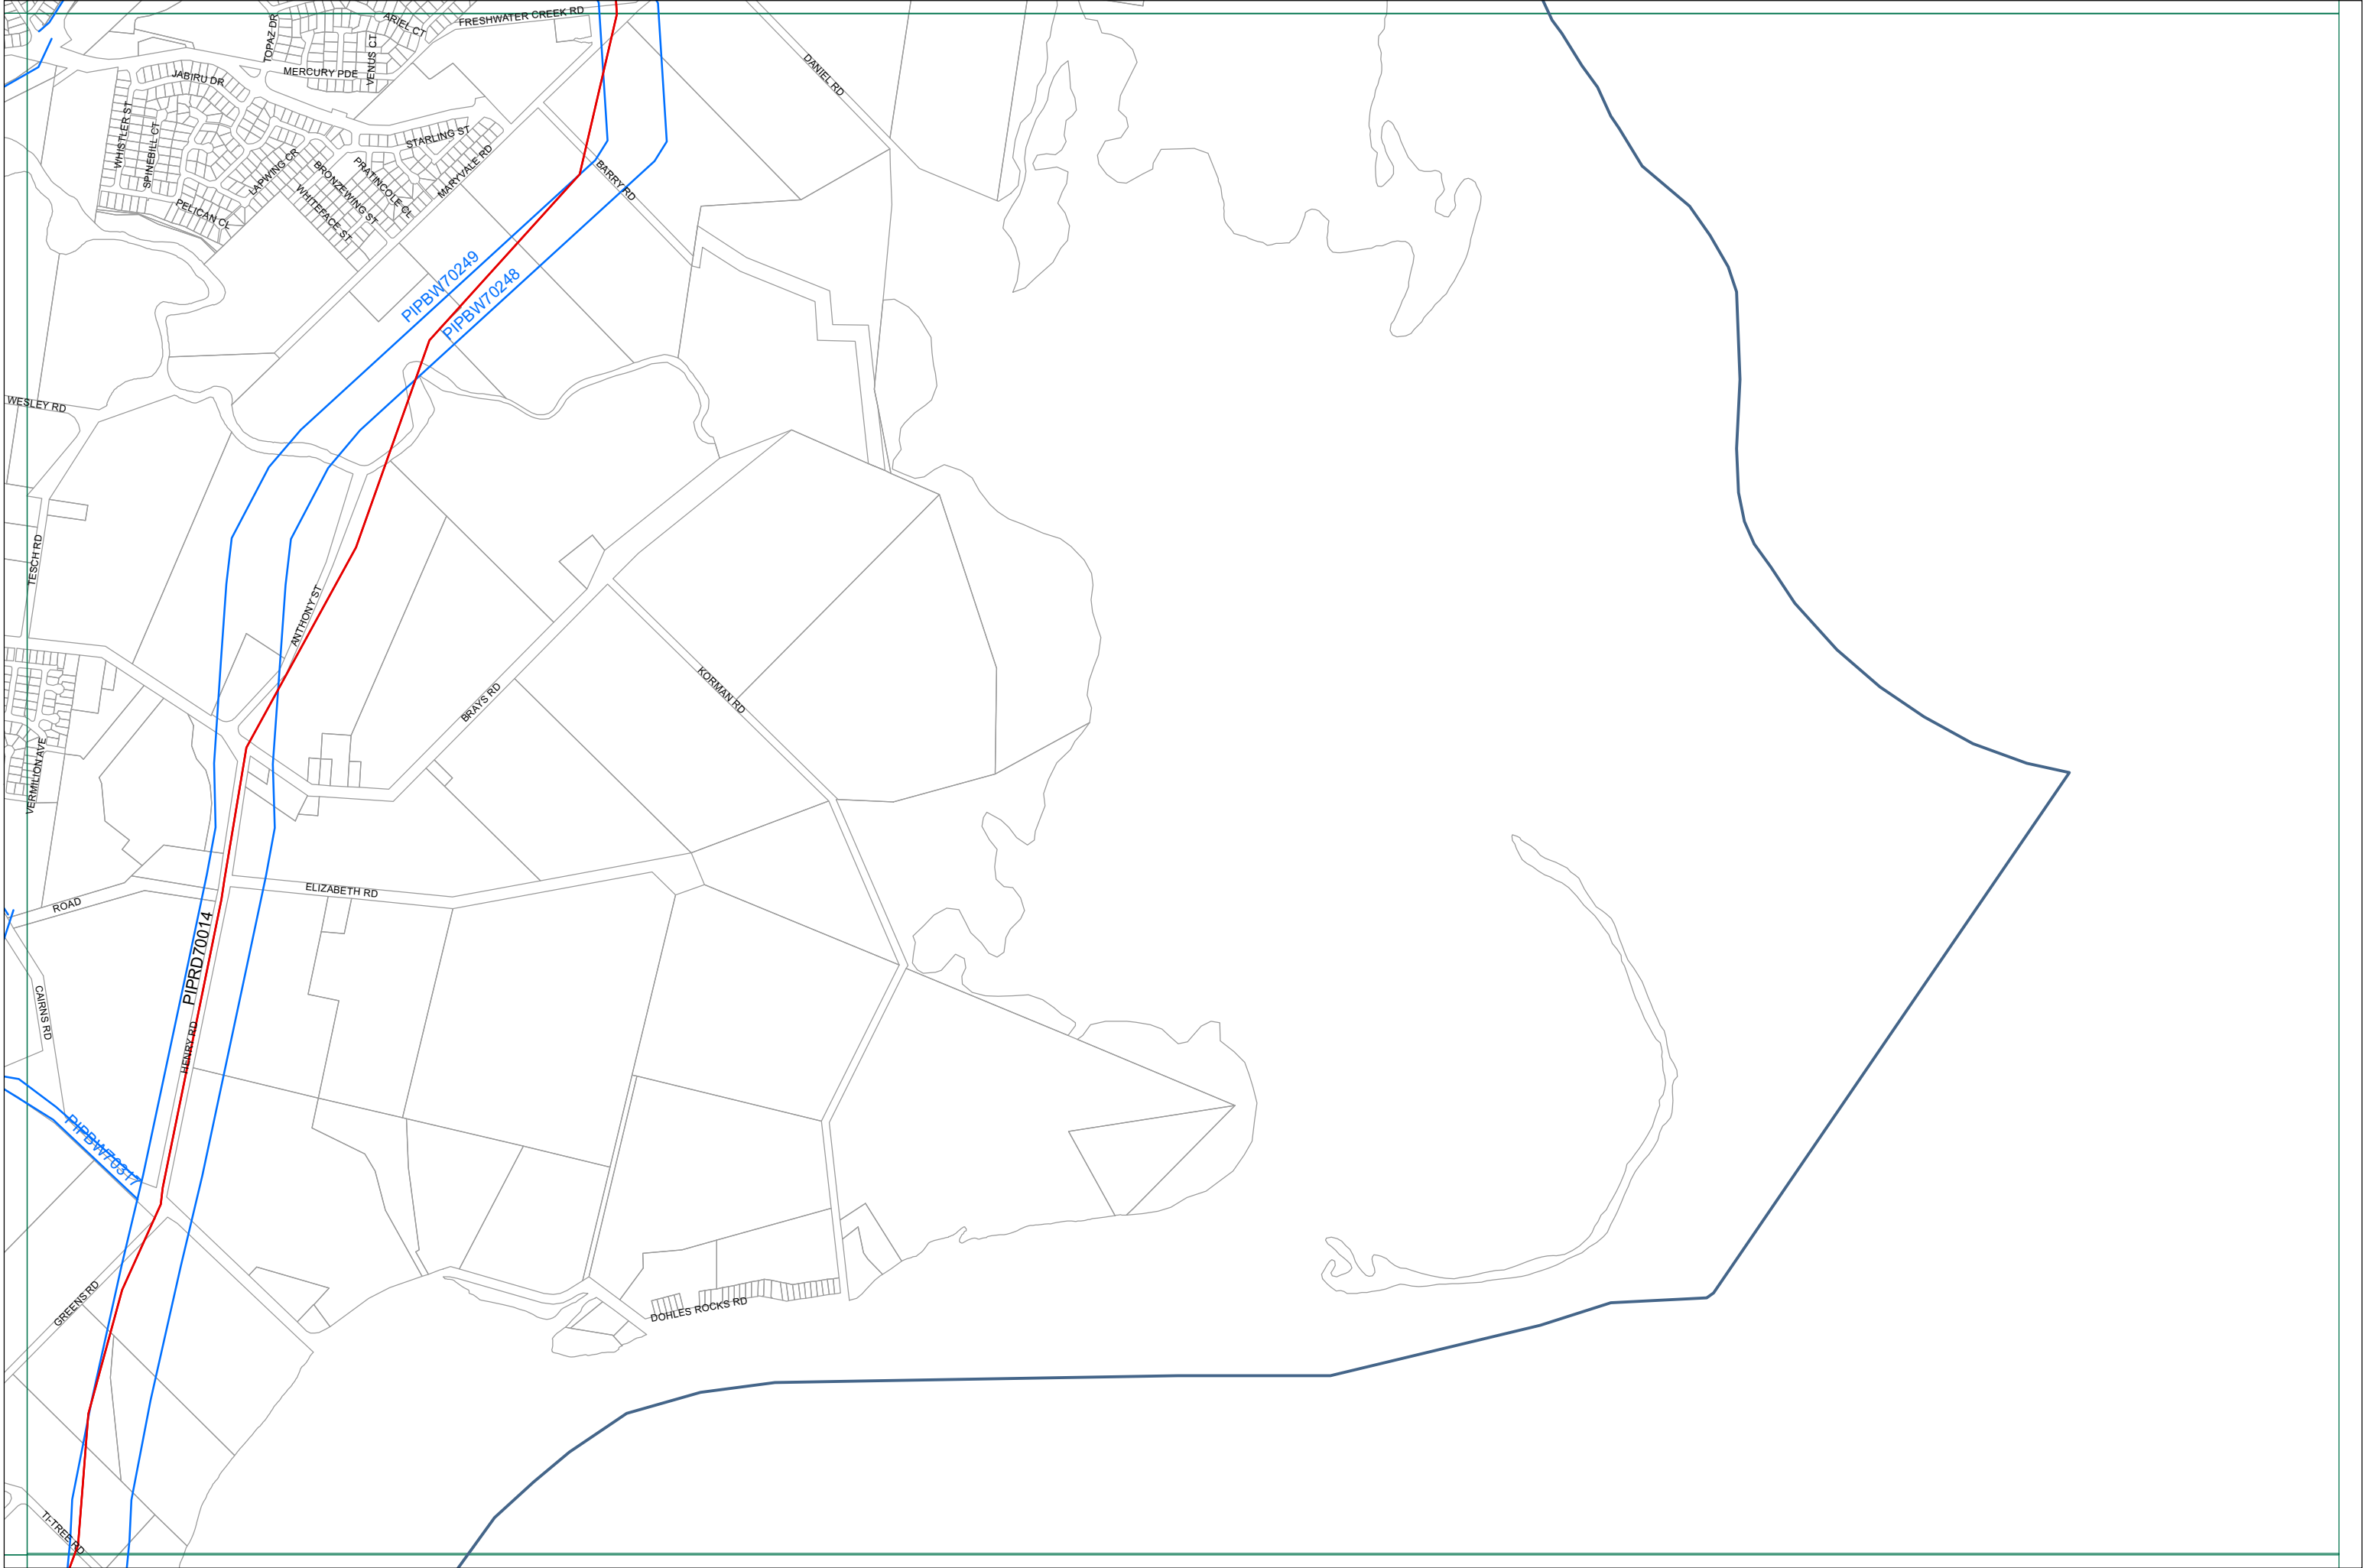 FRESHWATER CREEK RD
ARIEL CT
TOPAZ DR
VENUS CT
MERCURY PDE
JABIRU DR
DANIEL RD
WHISTLER ST
SPINEBILL CT
STARLING ST
LAPWING CR
BRONZEWING ST
PRATINCOLE CL
MARYVALE RD
BARRY RD
WHITEFACE ST
PELICAN CL
PIPBW70249
PIPBW70248
WESLEY RD
TESCH RD
ANTHONY ST
KORMAN RD
BRAYS RD
VERMILION AVE
ELIZABETH RD
ROAD
PIPRD70014
CAIRNS RD
HENRY RD
PIPBW70317
GREENS RD
DOHLES ROCKS RD
TI-TREE RD